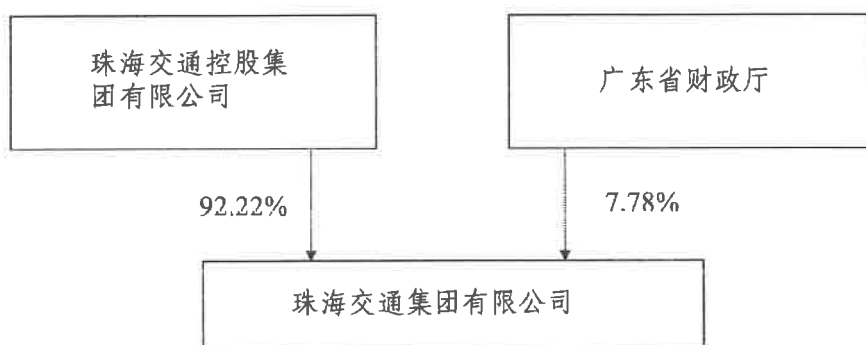 珠海交通控股集
团有限公司
广东省财政厅
92.22%
7.78%
珠海交通集团有限公司